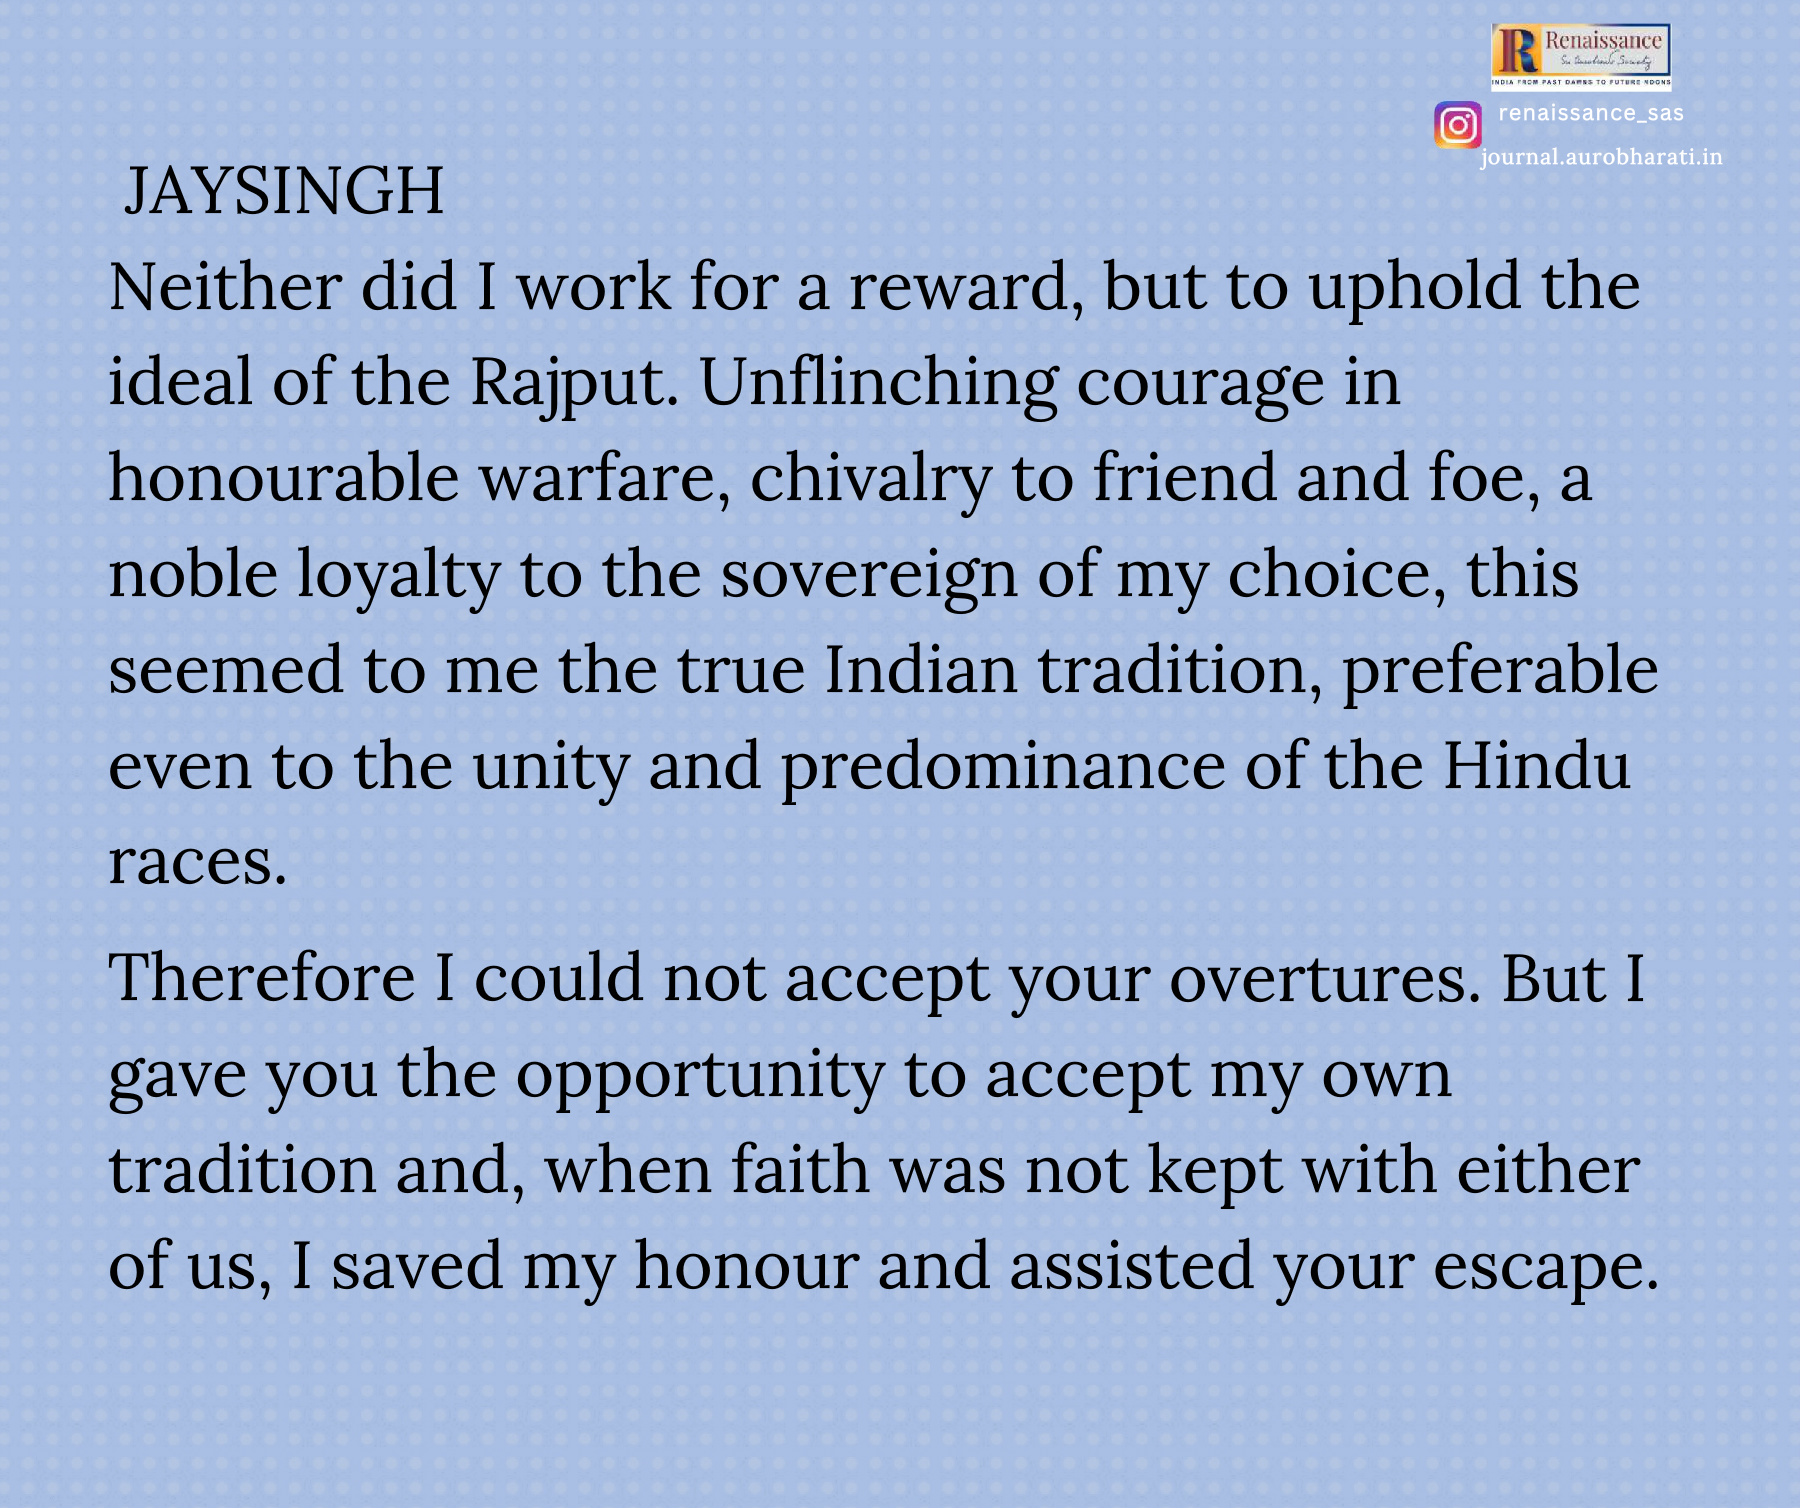 Renaissance
Sri Aurobindo Society
INDIA FROM PAST DAWNS TO FUTURE NOONS
renaissance_sas
journal.aurobharati.in
JAYSINGH
Neither did I work for a reward, but to uphold the
ideal of the Rajput. Unflinching courage in
honourable warfare, chivalry to friend and foe, a
noble loyalty to the sovereign of my choice, this
seemed to me the true Indian tradition, preferable
even to the unity and predominance of the Hindu
races.
Therefore I could not accept your overtures. But I
gave you the opportunity to accept my own
tradition and, when faith was not kept with either
of us, I saved my honour and assisted your escape.